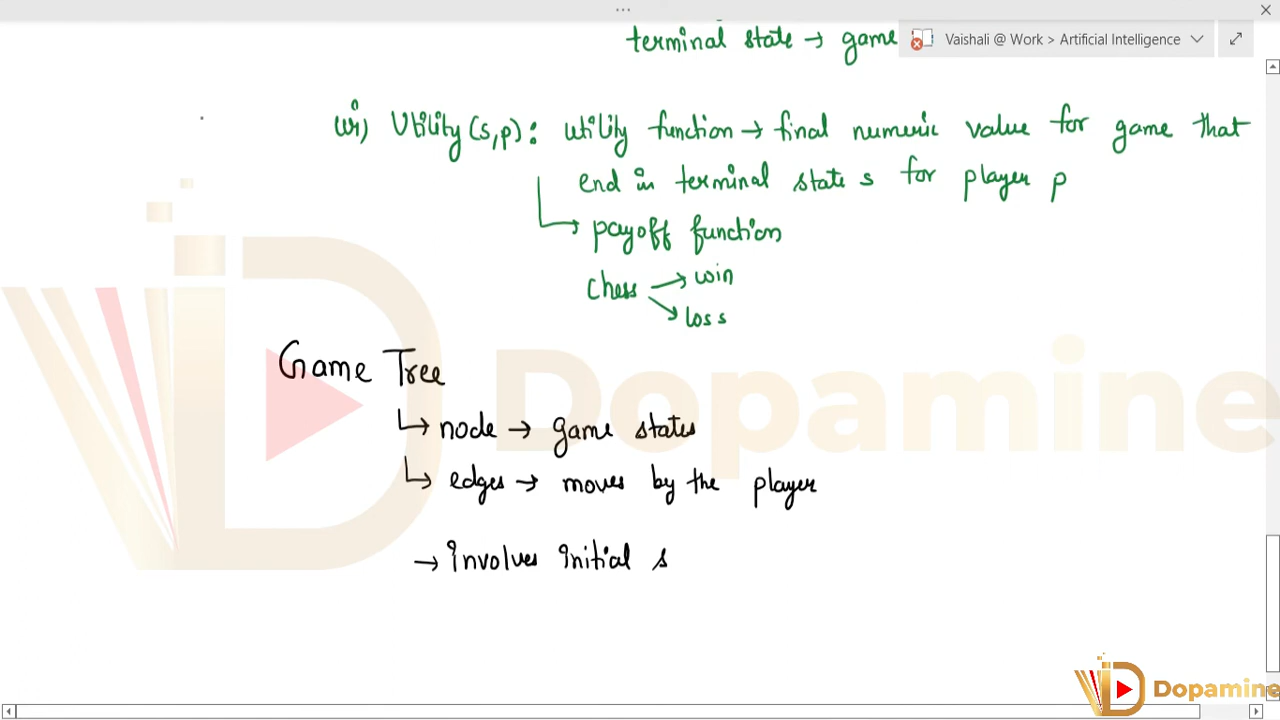 terminal state → game
Vaishali @ Work > Artificial Intelligence
(vi) Utility(s,p): utility function → final numeric value for game that
end in terminal state s for player p
→ payoff function
chess → win
→ loss
Game Tree
→ node → game states
→ edges → moves by the player
→ involves initial s
Dopamine
Dopamine